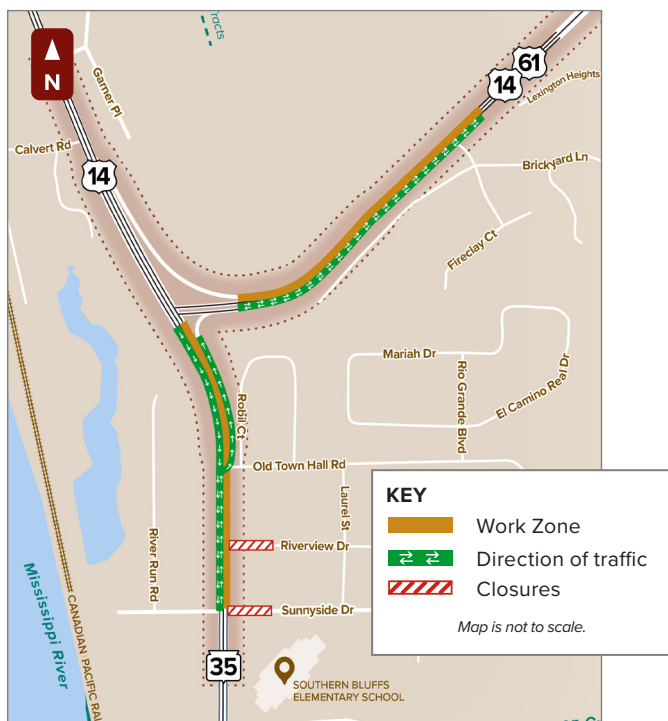 Tracts
N
Garner Pl
61
14
Lexington Heights
Calvert Rd
Brickyard Ln
14
Fireclay Ct
Mariah Dr
Rio Grande Blvd
El Camino Real Dr
Robil Ct
Old Town Hall Rd
Laurel St
River Run Rd
Riverview Dr
Sunnyside Dr
Mississippi River
CANADIAN PACIFIC
35
SOUTHERN BLUFFS
ELEMENTARY SCHOOL
KEY
Work Zone
Direction of traffic
Closures
Map is not to scale.